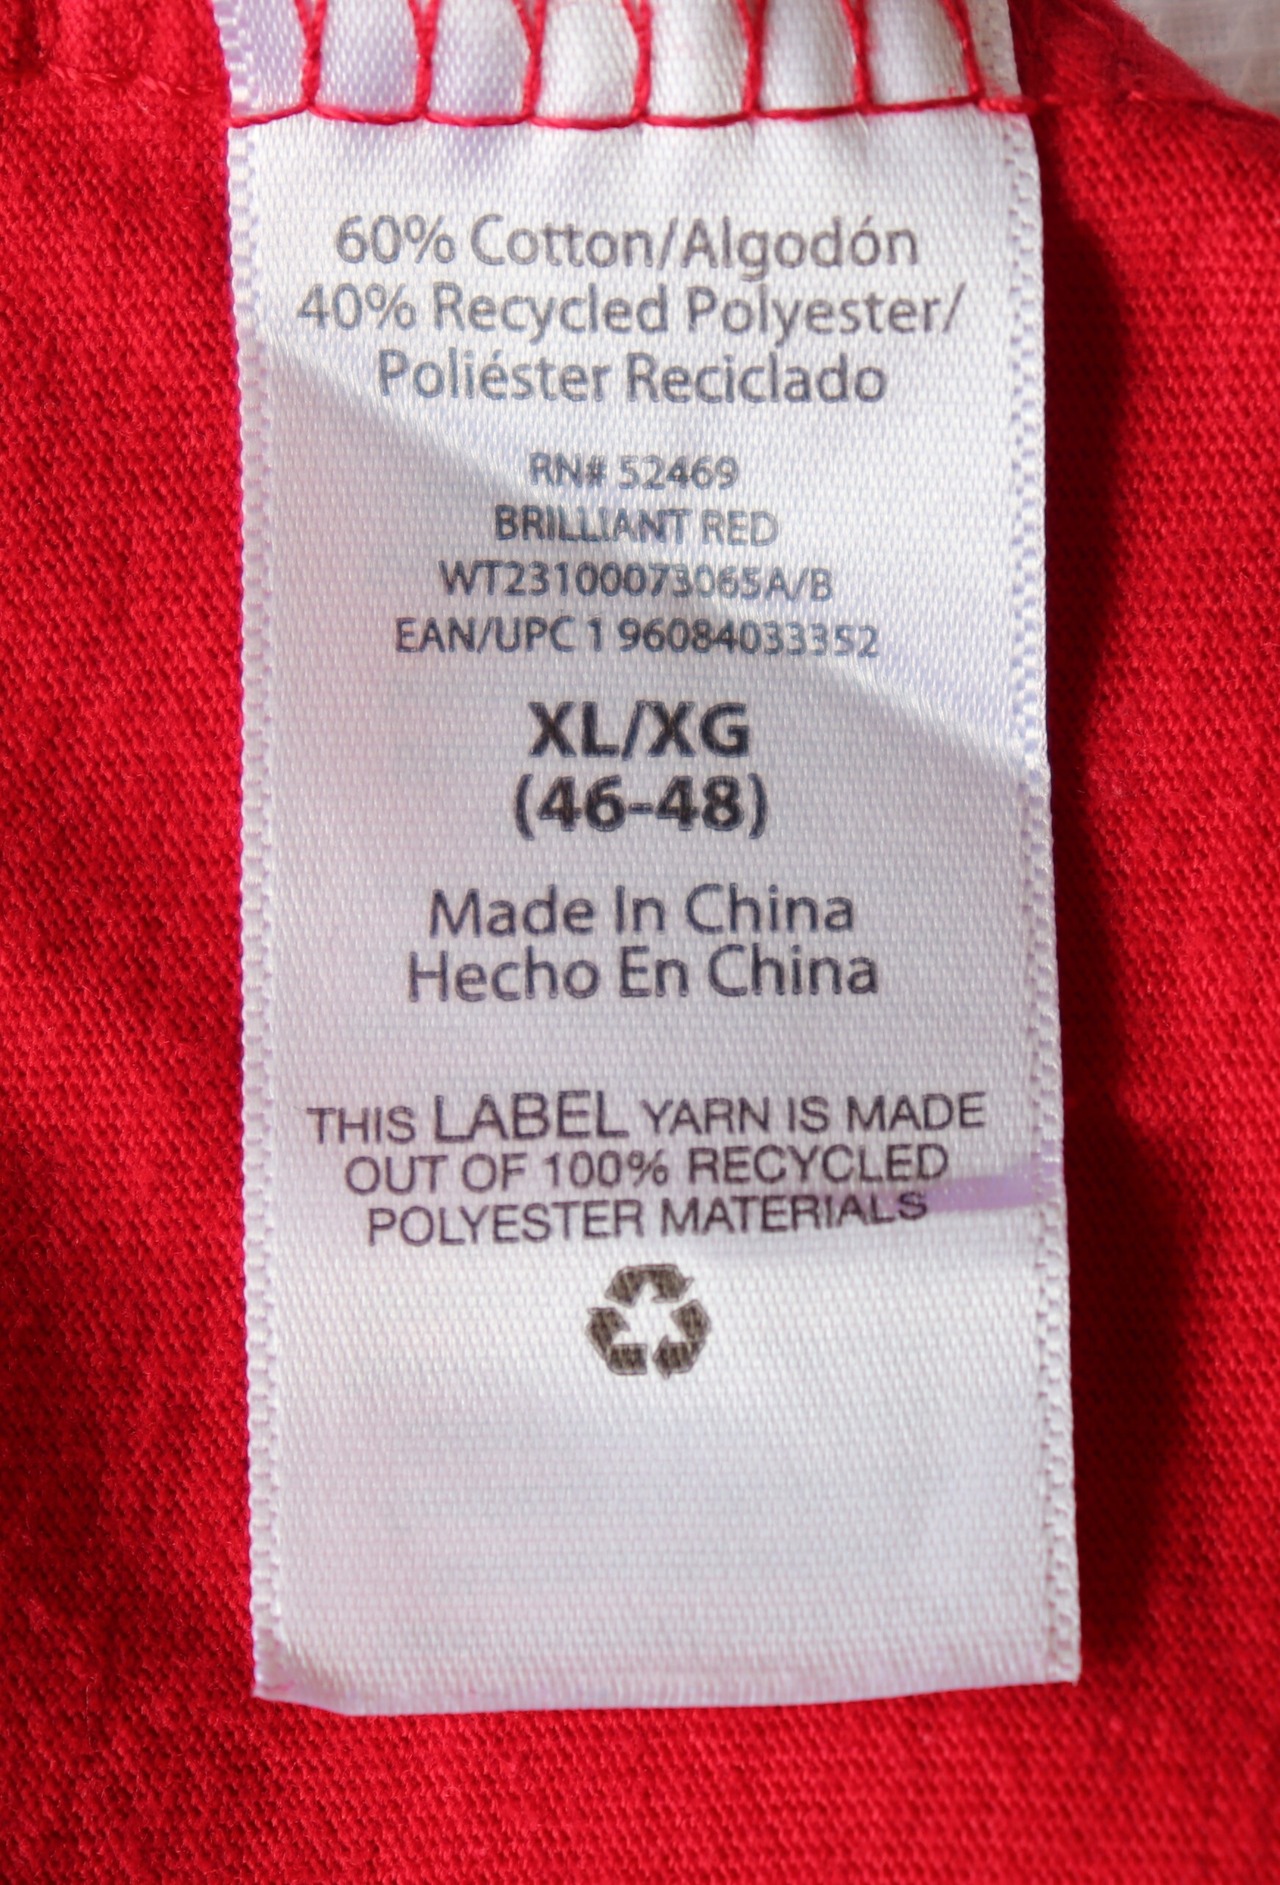 60% Cotton/Algodón
40% Recycled Polyester/
Poliéster Reciclado
RN# 52469
BRILLIANT RED
WT23100073065A/B
EAN/UPC 1 96084033352
XL/XG
(46-48)
Made In China
Hecho En China
THIS LABEL YARN IS MADE
OUT OF 100% RECYCLED
POLYESTER MATERIALS